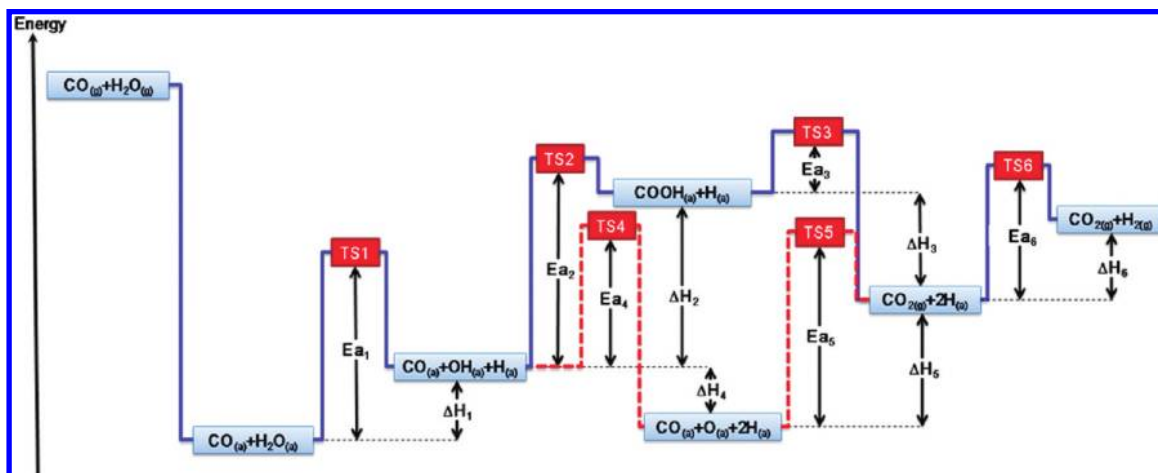 Energy
CO(g)+H₂O(g)
TS3
TS2
TS6
Ea₃
COOH(a)+H(a)
CO₂(g)+H₂(g)
TS4
TS5
TS1
ΔH₃
Ea₆
Ea₂
ΔH₆
Ea₄
ΔH₂
CO₂(g)+2H(a)
Ea₅
Ea₁
CO(a)+OH(a)+H(a)
ΔH₅
ΔH₄
ΔH₁
CO(a)+O(a)+2H(a)
CO(a)+H₂O(a)